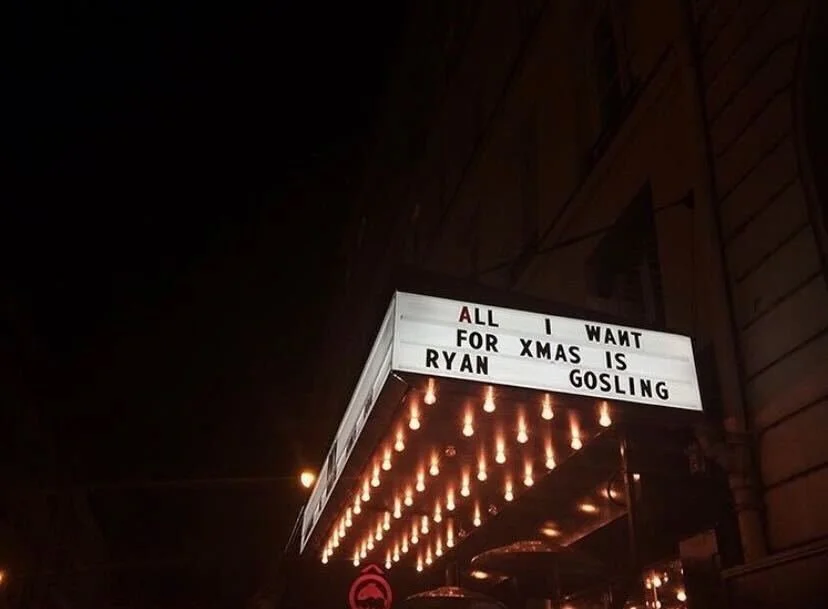 ALL I WANT
FOR XMAS IS
RYAN GOSLING